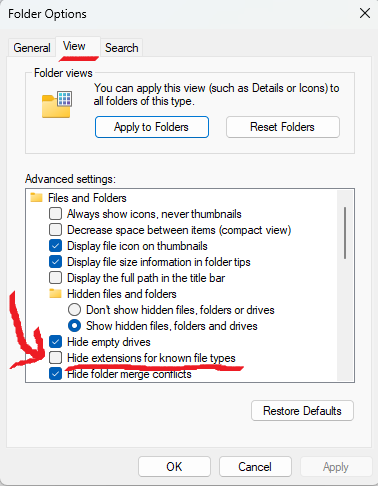 Folder Options
General
View
Search
Folder views
You can apply this view (such as Details or Icons) to
all folders of this type.
Apply to Folders
Reset Folders
Advanced settings:
Files and Folders
Always show icons, never thumbnails
Decrease space between items (compact view)
Display file icon on thumbnails
Display file size information in folder tips
Display the full path in the title bar
Hidden files and folders
Don't show hidden files, folders or drives
Show hidden files, folders and drives
Hide empty drives
Hide extensions for known file types
Hide folder merge conflicts
Restore Defaults
OK
Cancel
Apply